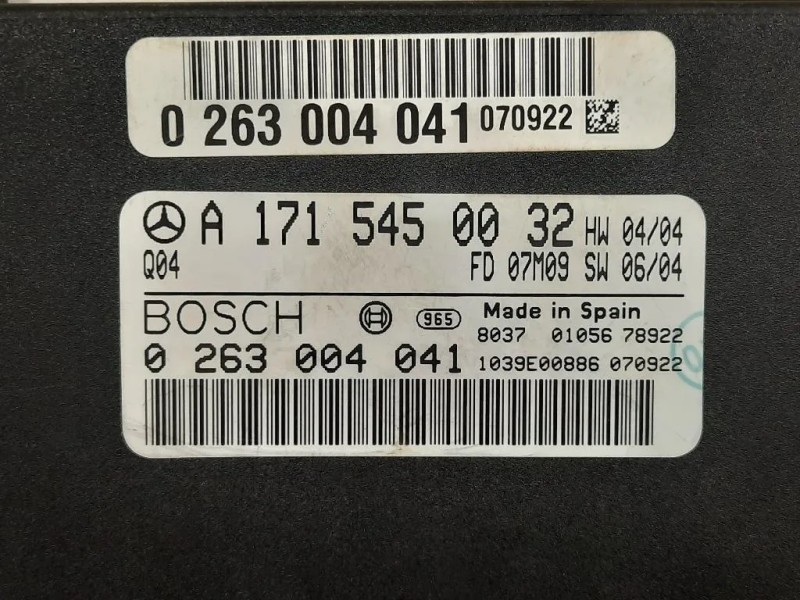 0 263 004 041 070922
A 171 545 00 32 HW 04/04
Q04 FD 07M09 SW 06/04
BOSCH 965 Made in Spain
8037 01056 78922
0 263 004 041 1039E00886 070922